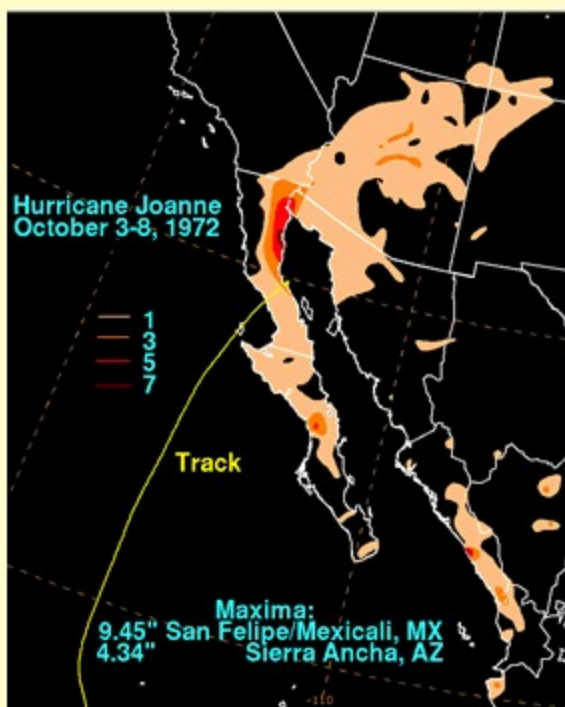 Hurricane Joanne
October 3-8, 1972
1
3
5
7
Track
Maxima:
9.45" San Felipe/Mexicali, MX
4.34" Sierra Ancha, AZ
-110